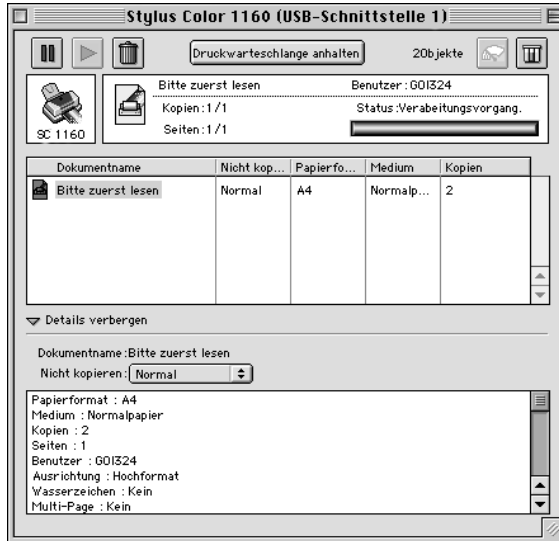 Stylus Color 1160 (USB-Schnittstelle 1)
Druckwarteschlange anhalten
20bjekte
SC 1160
Bitte zuerst lesen
Benutzer :GOI324
Kopien:1 /1
Status :Verabeitungsvorgang.
Seiten:1 /1
Dokumentname Nicht kop... Papierfo... Medium Kopien
Bitte zuerst lesen Normal A4 Normalp... 2
Details verbergen
Dokumentname :Bitte zuerst lesen
Nicht kopieren: Normal
Papierformat : A4
Medium : Normalpapier
Kopien : 2
Seiten : 1
Benutzer : GOI324
Ausrichtung : Hochformat
Wasserzeichen : Kein
Multi-Page : Kein